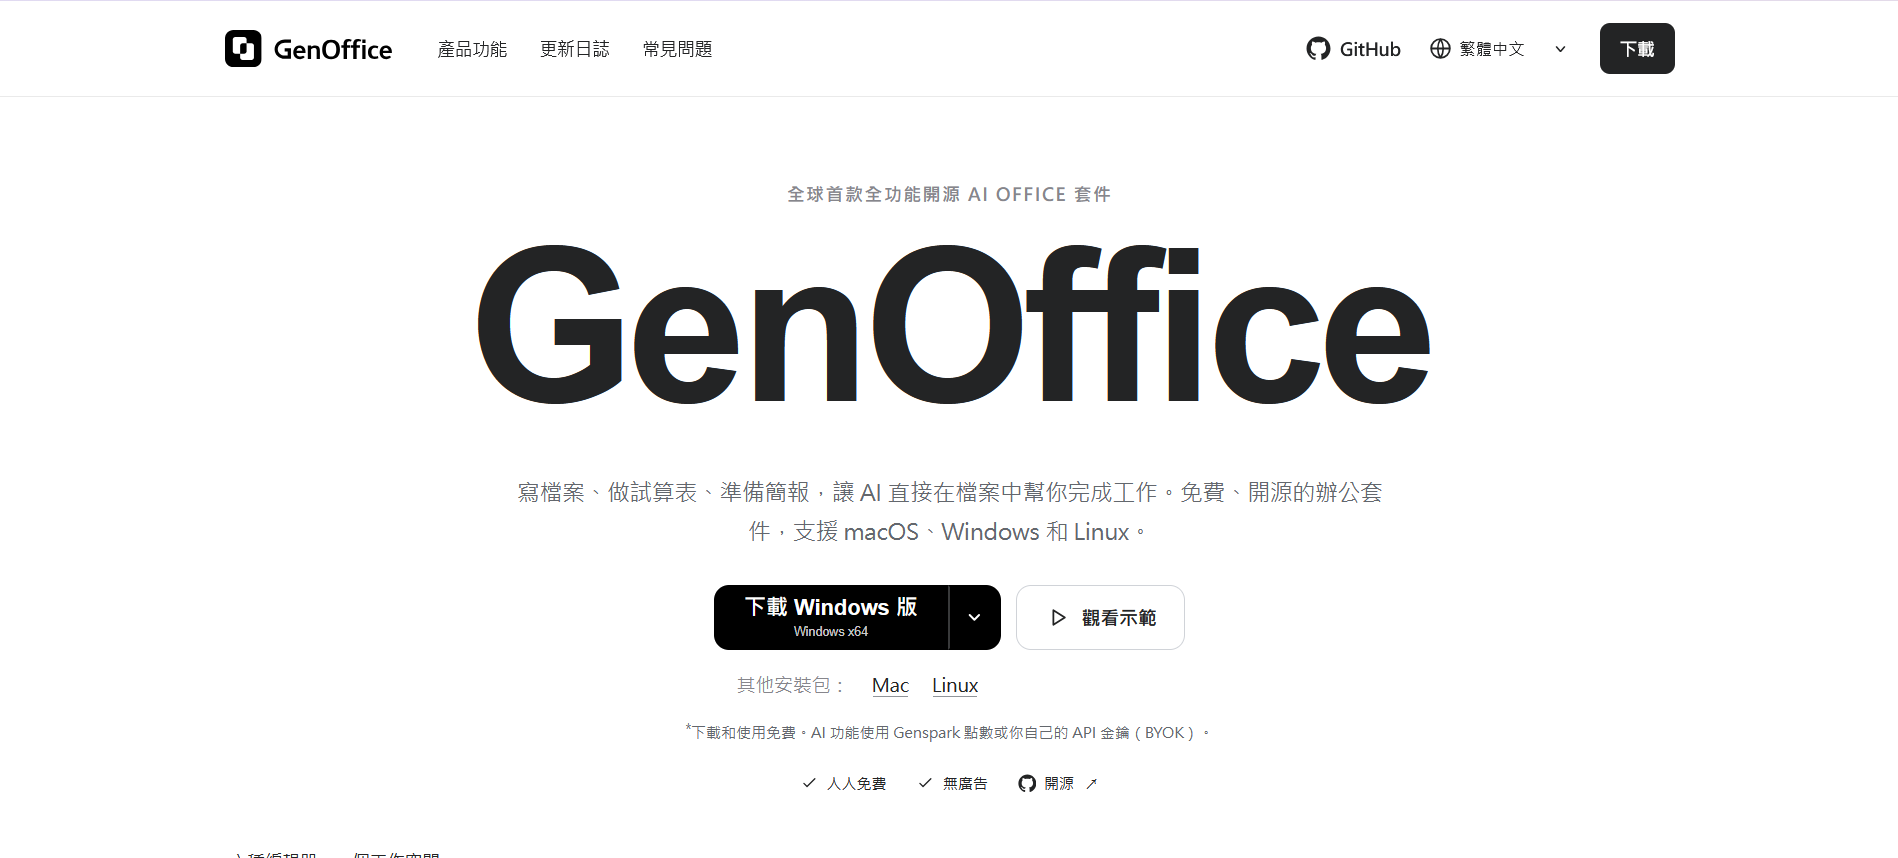 GenOffice
產品功能
更新日誌
常見問題
GitHub
繁體中文
下載
全球首款全功能開源 AI OFFICE 套件
GenOffice
寫檔案、做試算表、準備簡報，讓 AI 直接在檔案中幫你完成工作。免費、開源的辦公套
件，支援 macOS、Windows 和 Linux。
下載 Windows 版
Windows x64
觀看示範
其他安裝包：
Mac
Linux
*下載和使用免費。AI 功能使用 Genspark 點數或你自己的 API 金鑰（BYOK）。
人人免費
無廣告
開源 ↗